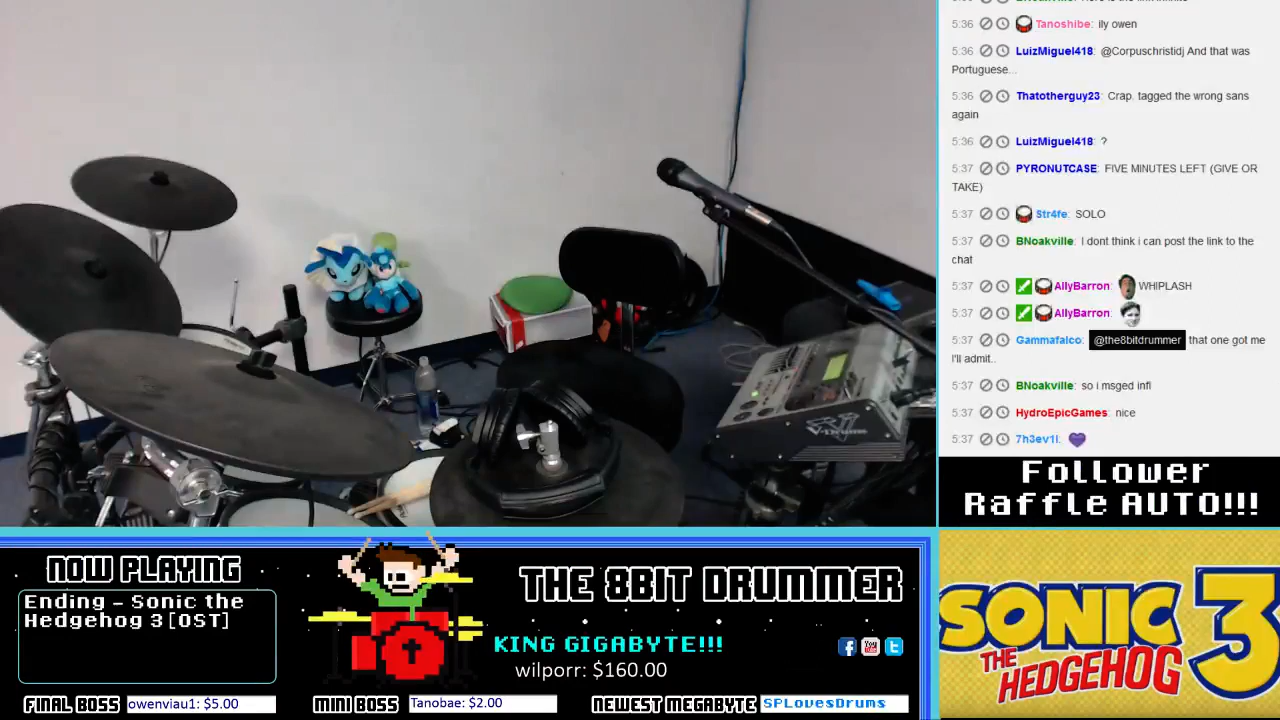 5:36 Tanoshibe: ily owen
5:36 LuizMiguel418: @Corpuschristidj And that was
Portuguese...
5:36 Thatotherguy23: Crap. tagged the wrong sans
again
5:36 LuizMiguel418: ?
5:37 PYRONUTCASE: FIVE MINUTES LEFT (GIVE OR
TAKE)
5:37 Str4fe: SOLO
5:37 BNoakville: I dont think i can post the link to the
chat
5:37 AllyBarron: WHIPLASH
5:37 AllyBarron:
5:37 Gammafalco: @the8bitdrummer that one got me
I'll admit..
5:37 BNoakville: so i msged infl
5:37 HydroEpicGames: nice
5:37 7h3ev1l:
Follower
Raffle AUTO!!!
V-Drums
NOW PLAYING
Ending - Sonic the
Hedgehog 3[OST]
THE 8BIT DRUMMER
KING GIGABYTE!!!
wilporr: $160.00
You
FINAL BOSS owenviau1: $5.00
MINI BOSS Tanobae: $2.00
NEWEST MEGABYTE SPLovesDrums
SONIC
THE HEDGEHOG 3